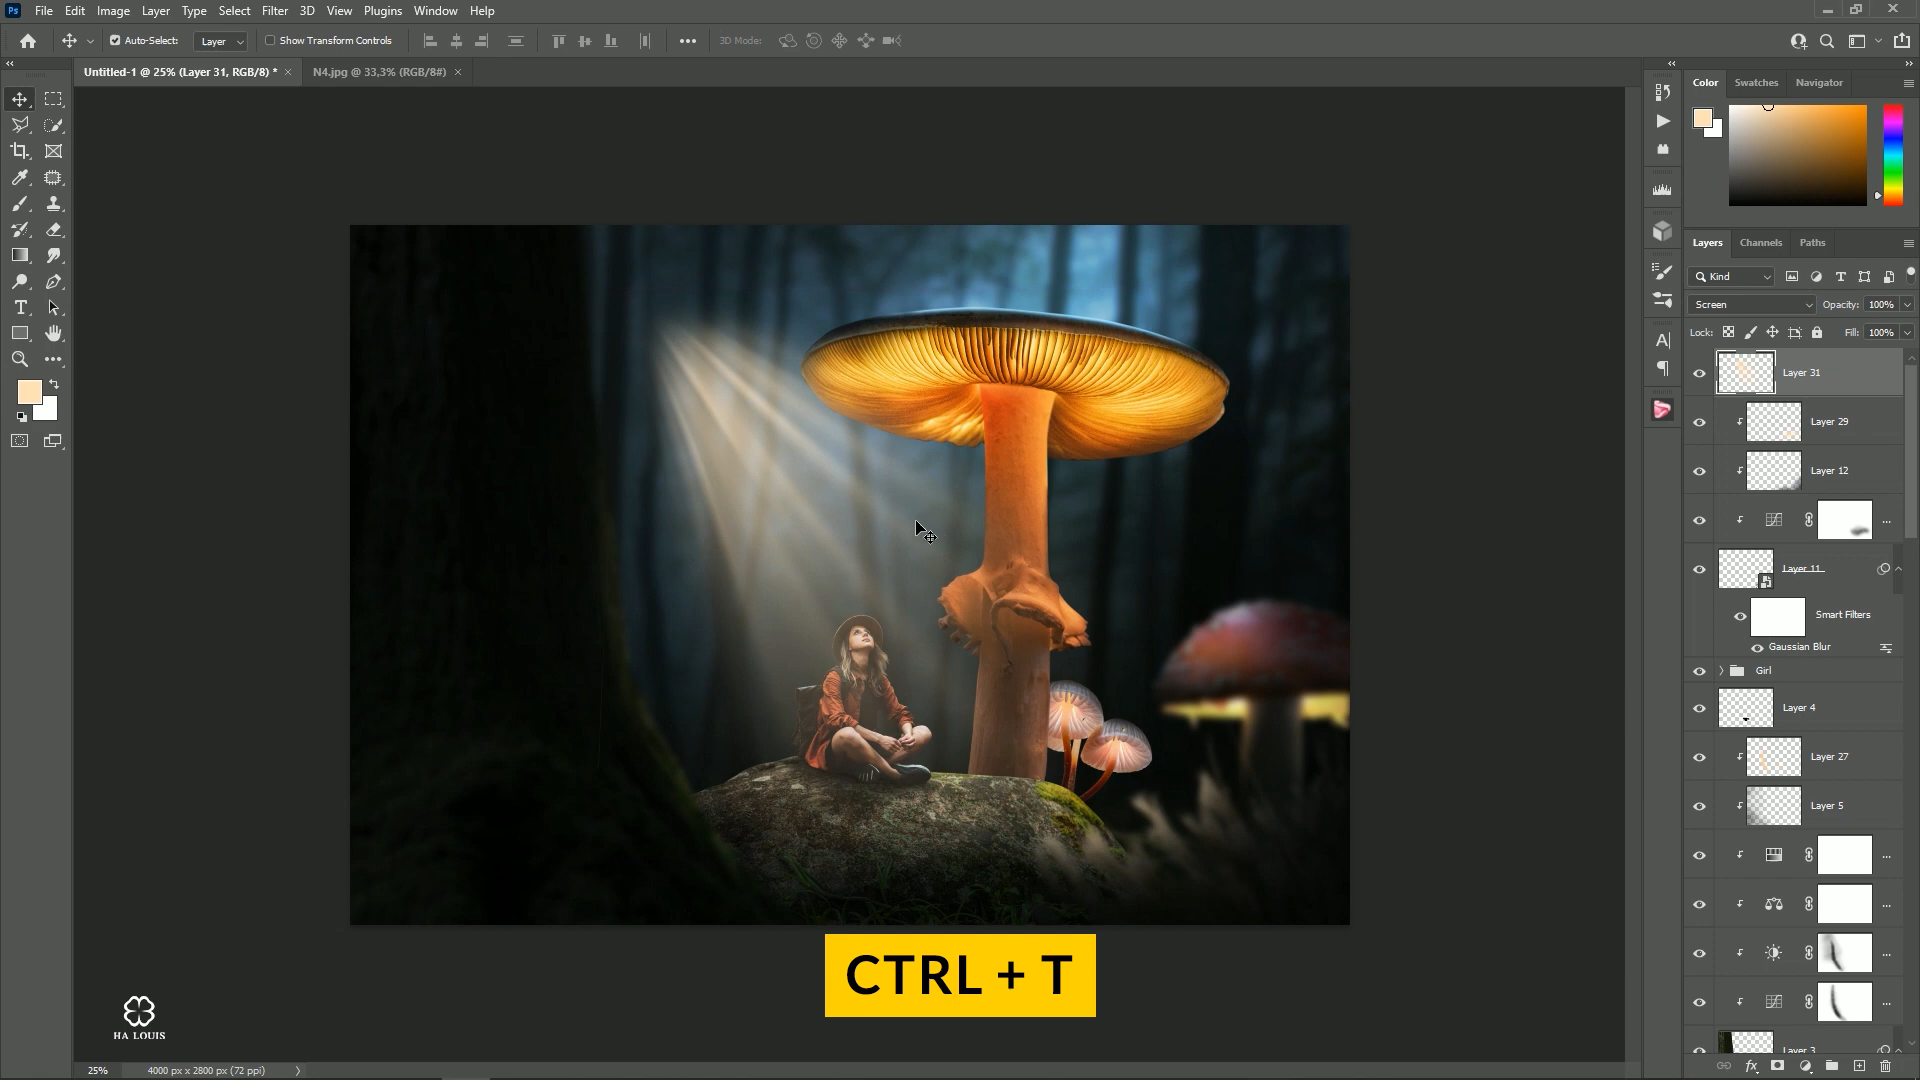 Ps File Edit Image Layer Type Select Filter 3D View Plugins Window Help
Auto-Select: Layer Show Transform Controls 3D Mode:
Untitled-1 @ 25% (Layer 31, RGB/8) * × N4.jpg @ 33,3% (RGB/8#) ×
Color Swatches Navigator
Layers Channels Paths
Kind
Screen Opacity: 100%
Lock: Fill: 100%
Layer 31
Layer 29
Layer 12
Layer 11
Smart Filters
Gaussian Blur
Girl
Layer 4
Layer 27
Layer 5
Layer 3
CTRL + T
HA LOUIS
25% 4000 px x 2800 px (72 ppi)